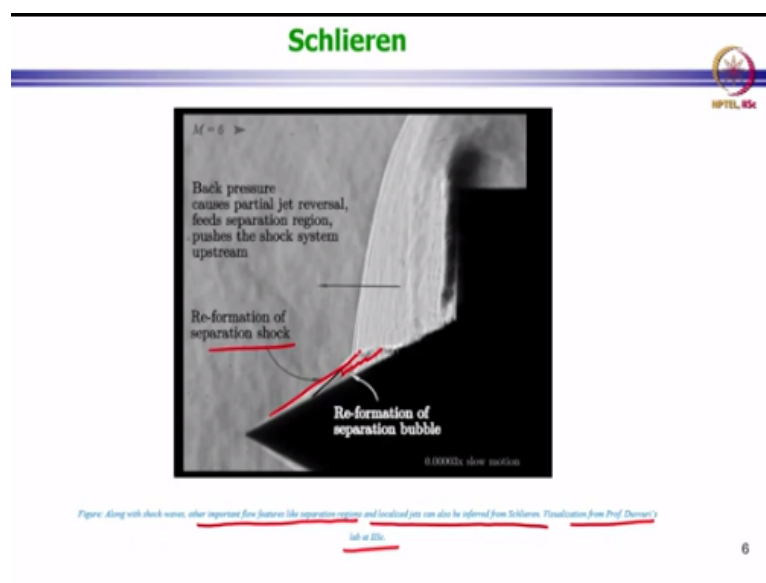 Schlieren
NPTEL, IISc
M = 6
Back pressure
causes partial jet reversal,
feeds separation region,
pushes the shock system
upstream
Re-formation of
separation shock
Re-formation of
separation bubble
0.00003x slow motion
Figure: Along with shock waves, other important flow features like separation regions and localized jets can also be inferred from Schlieren. Visualization from Prof. Duvvuri's
lab at IISc.
6